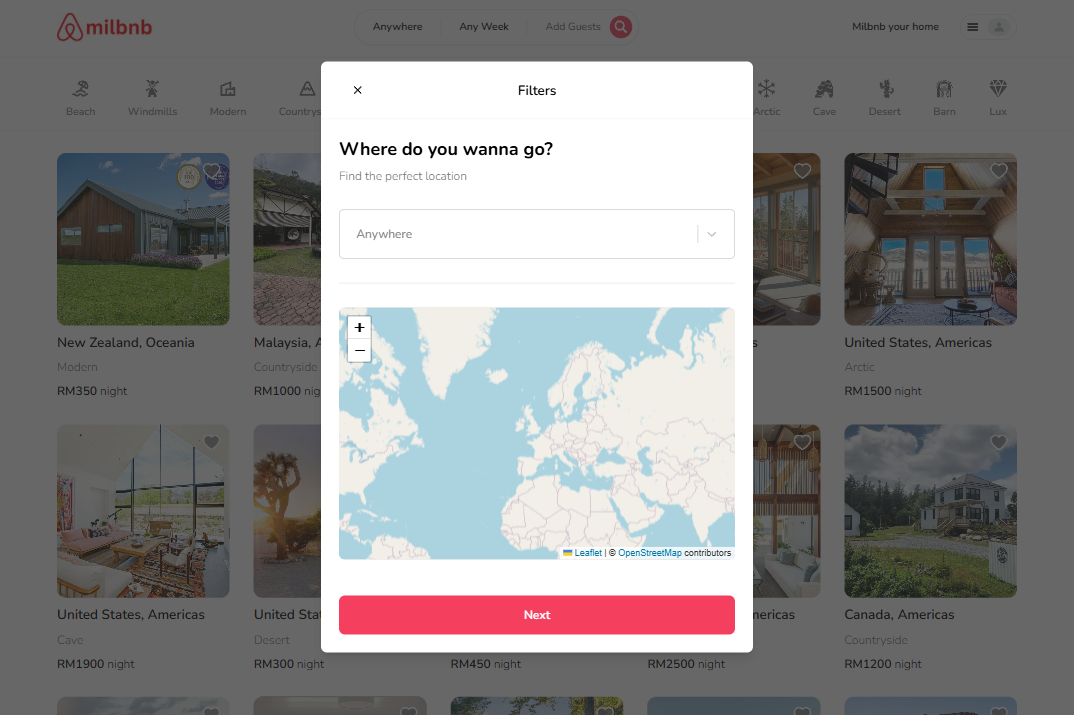 milbnb
Anywhere
Any Week
Add Guests
Milbnb your home
Beach
Windmills
Modern
Countrys
Arctic
Cave
Desert
Barn
Lux
Filters
Where do you wanna go?
Find the perfect location
Anywhere
+
−
Leaflet | © OpenStreetMap contributors
Next
New Zealand, Oceania
Modern
RM350 night
Malaysia, A
Countryside
RM1000 nig
s
United States, Americas
Arctic
RM1500 night
United States, Americas
Cave
RM1900 night
United Stat
Desert
RM300 night
RM450 night
ericas
RM2500 night
Canada, Americas
Countryside
RM1200 night